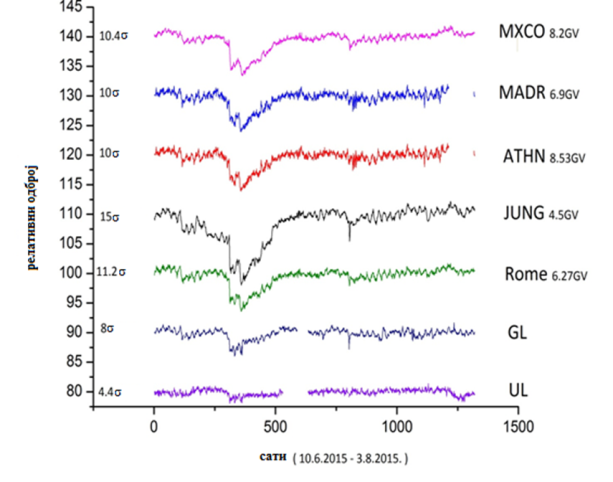 релативни одброј
145
140
135
130
125
120
115
110
105
100
95
90
85
80
10.4σ
10σ
10σ
15σ
11.2σ
8σ
4.4σ
MXCO 8.2GV
MADR 6.9GV
ATHN 8.53GV
JUNG 4.5GV
Rome 6.27GV
GL
UL
0 500 1000 1500
сати ( 10.6.2015 - 3.8.2015. )